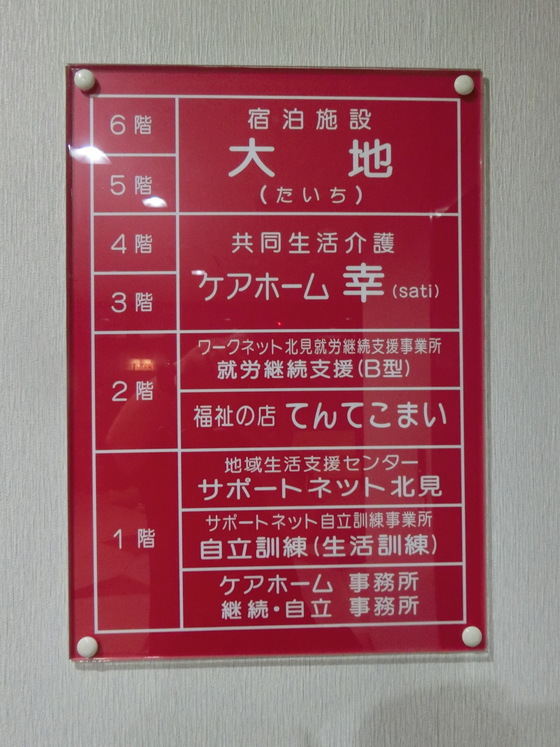 6階
宿泊施設
大地
(たいち)
5階
4階
共同生活介護
ケアホーム 幸 (sati)
3階
2階
ワークネット北見就労継続支援事業所
就労継続支援(B型)
福祉の店 てんてこまい
1階
地域生活支援センター
サポートネット北見
サポートネット自立訓練事業所
自立訓練(生活訓練)
ケアホーム 事務所
継続・自立 事務所